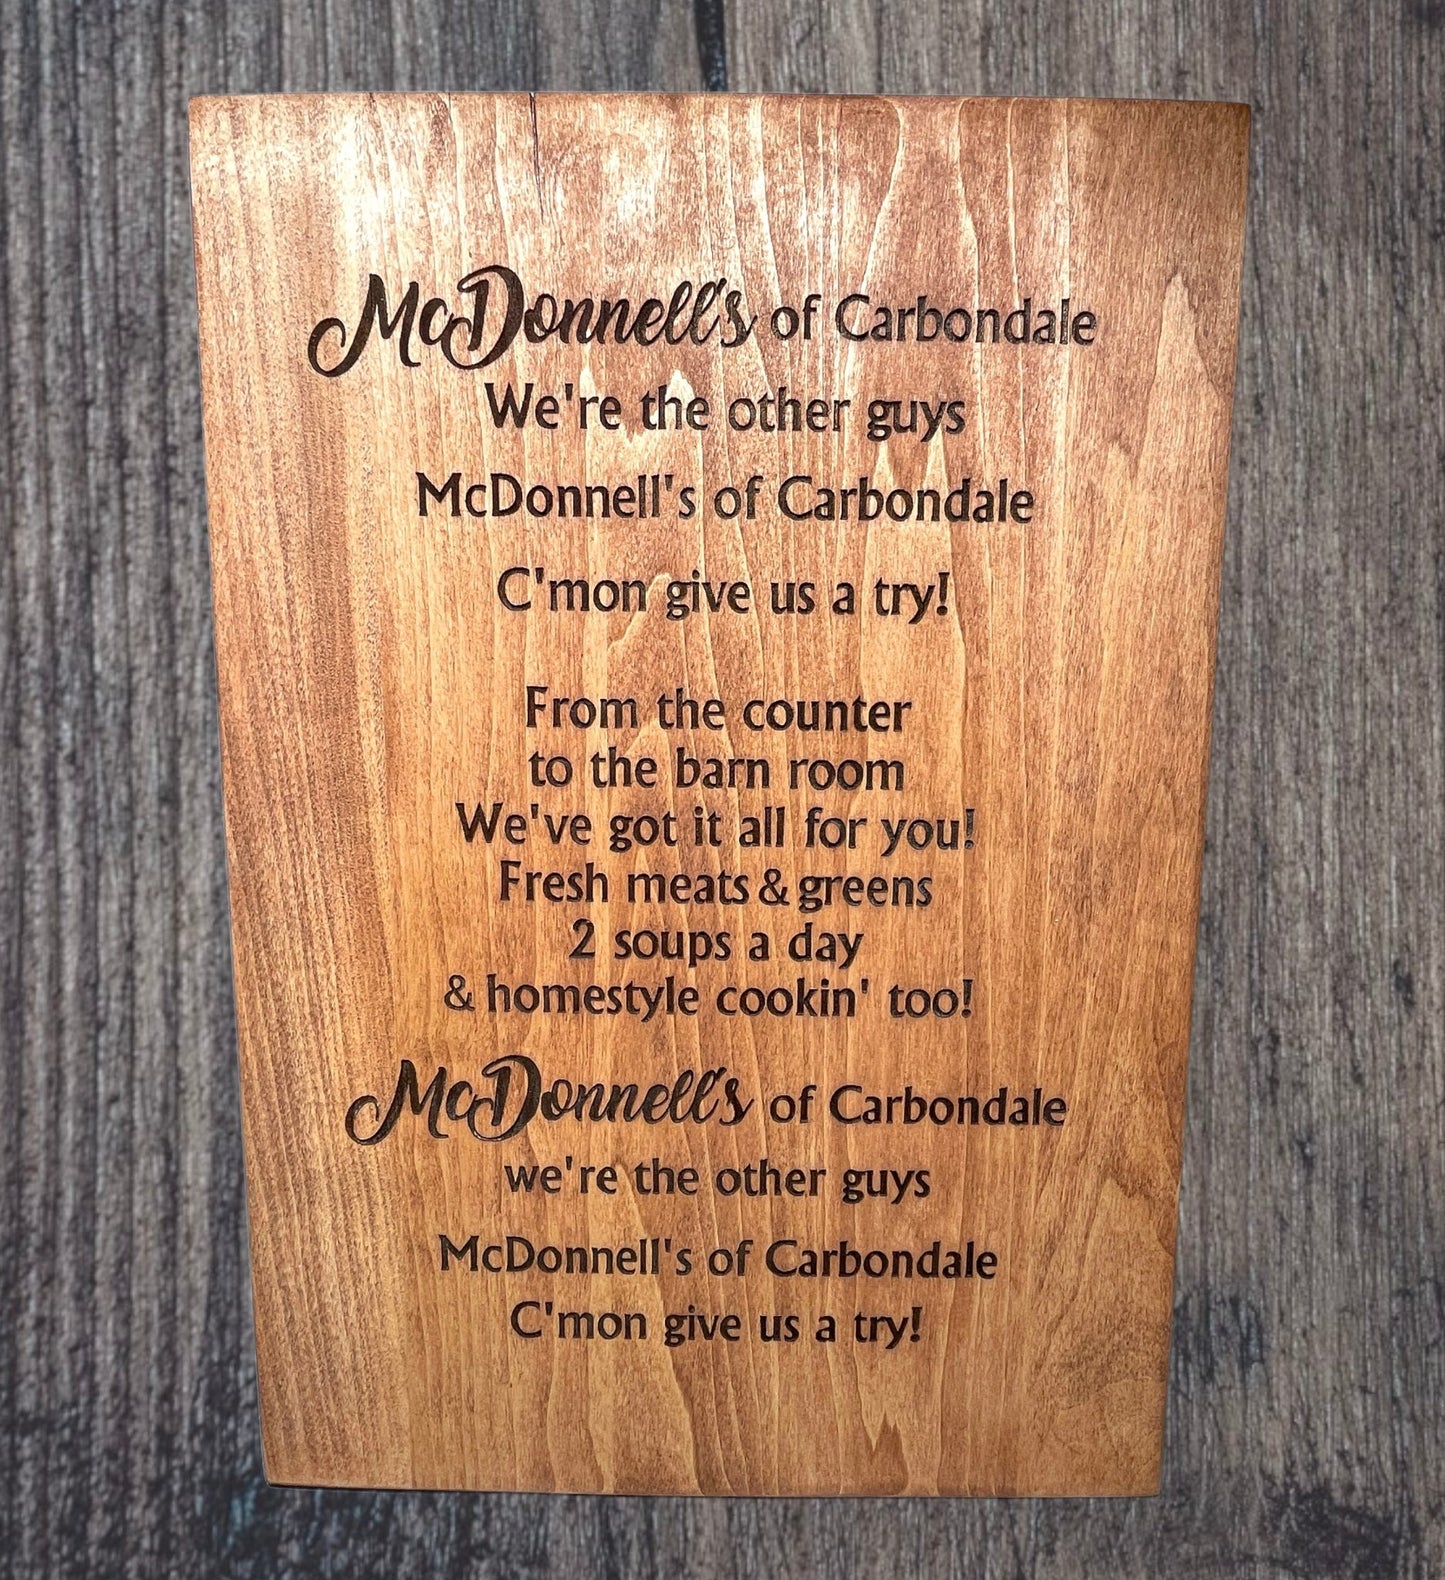 McDonnell's of Carbondale
We're the other guys
McDonnell's of Carbondale
C'mon give us a try!
From the counter
to the barn room
We've got it all for you!
Fresh meats & greens
2 soups a day
& homestyle cookin' too!
McDonnell's of Carbondale
we're the other guys
McDonnell's of Carbondale
C'mon give us a try!